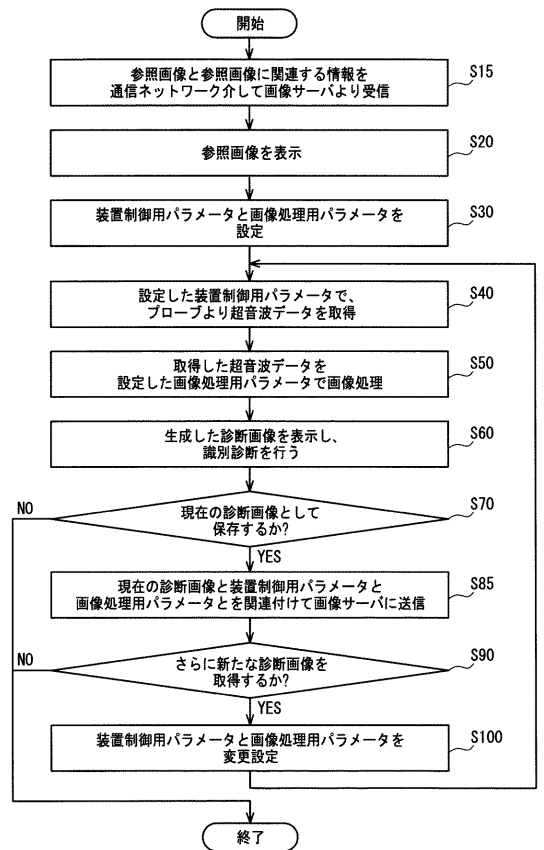 開始
参照画像と参照画像に関連する情報を
通信ネットワーク介して画像サーバより受信
S15
参照画像を表示
S20
装置制御用パラメータと画像処理用パラメータを
設定
S30
設定した装置制御用パラメータで、
プローブより超音波データを取得
S40
取得した超音波データを
設定した画像処理用パラメータで画像処理
S50
生成した診断画像を表示し、
識別診断を行う
S60
NO
現在の診断画像として
保存するか?
S70
YES
現在の診断画像と装置制御用パラメータと
画像処理用パラメータとを関連付けて画像サーバに送信
S85
NO
さらに新たな診断画像を
取得するか?
S90
YES
装置制御用パラメータと画像処理用パラメータを
変更設定
S100
終了